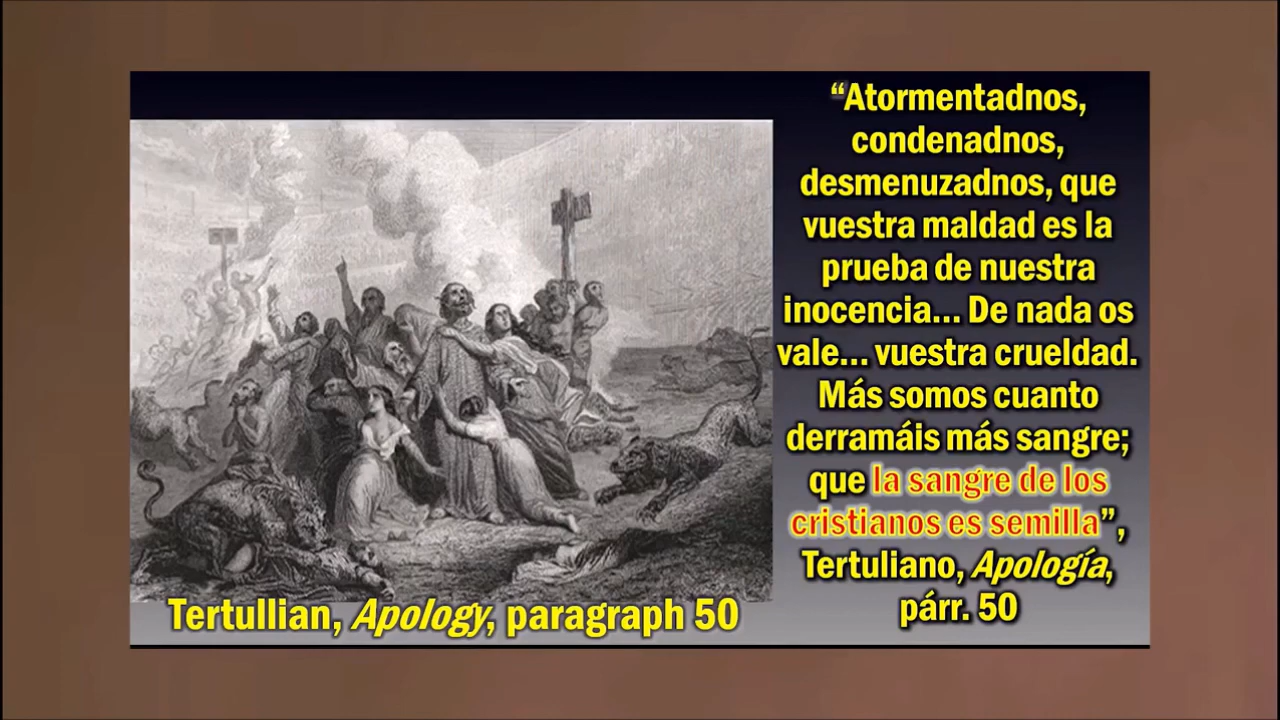 “Atormentadnos,
condenadnos,
desmenuzadnos, que
vuestra maldad es la
prueba de nuestra
inocencia... De nada os
vale... vuestra crueldad.
Más somos cuanto
derramáis más sangre;
que la sangre de los
cristianos es semilla”,
Tertuliano, Apología,
párr. 50
Tertullian, Apology, paragraph 50